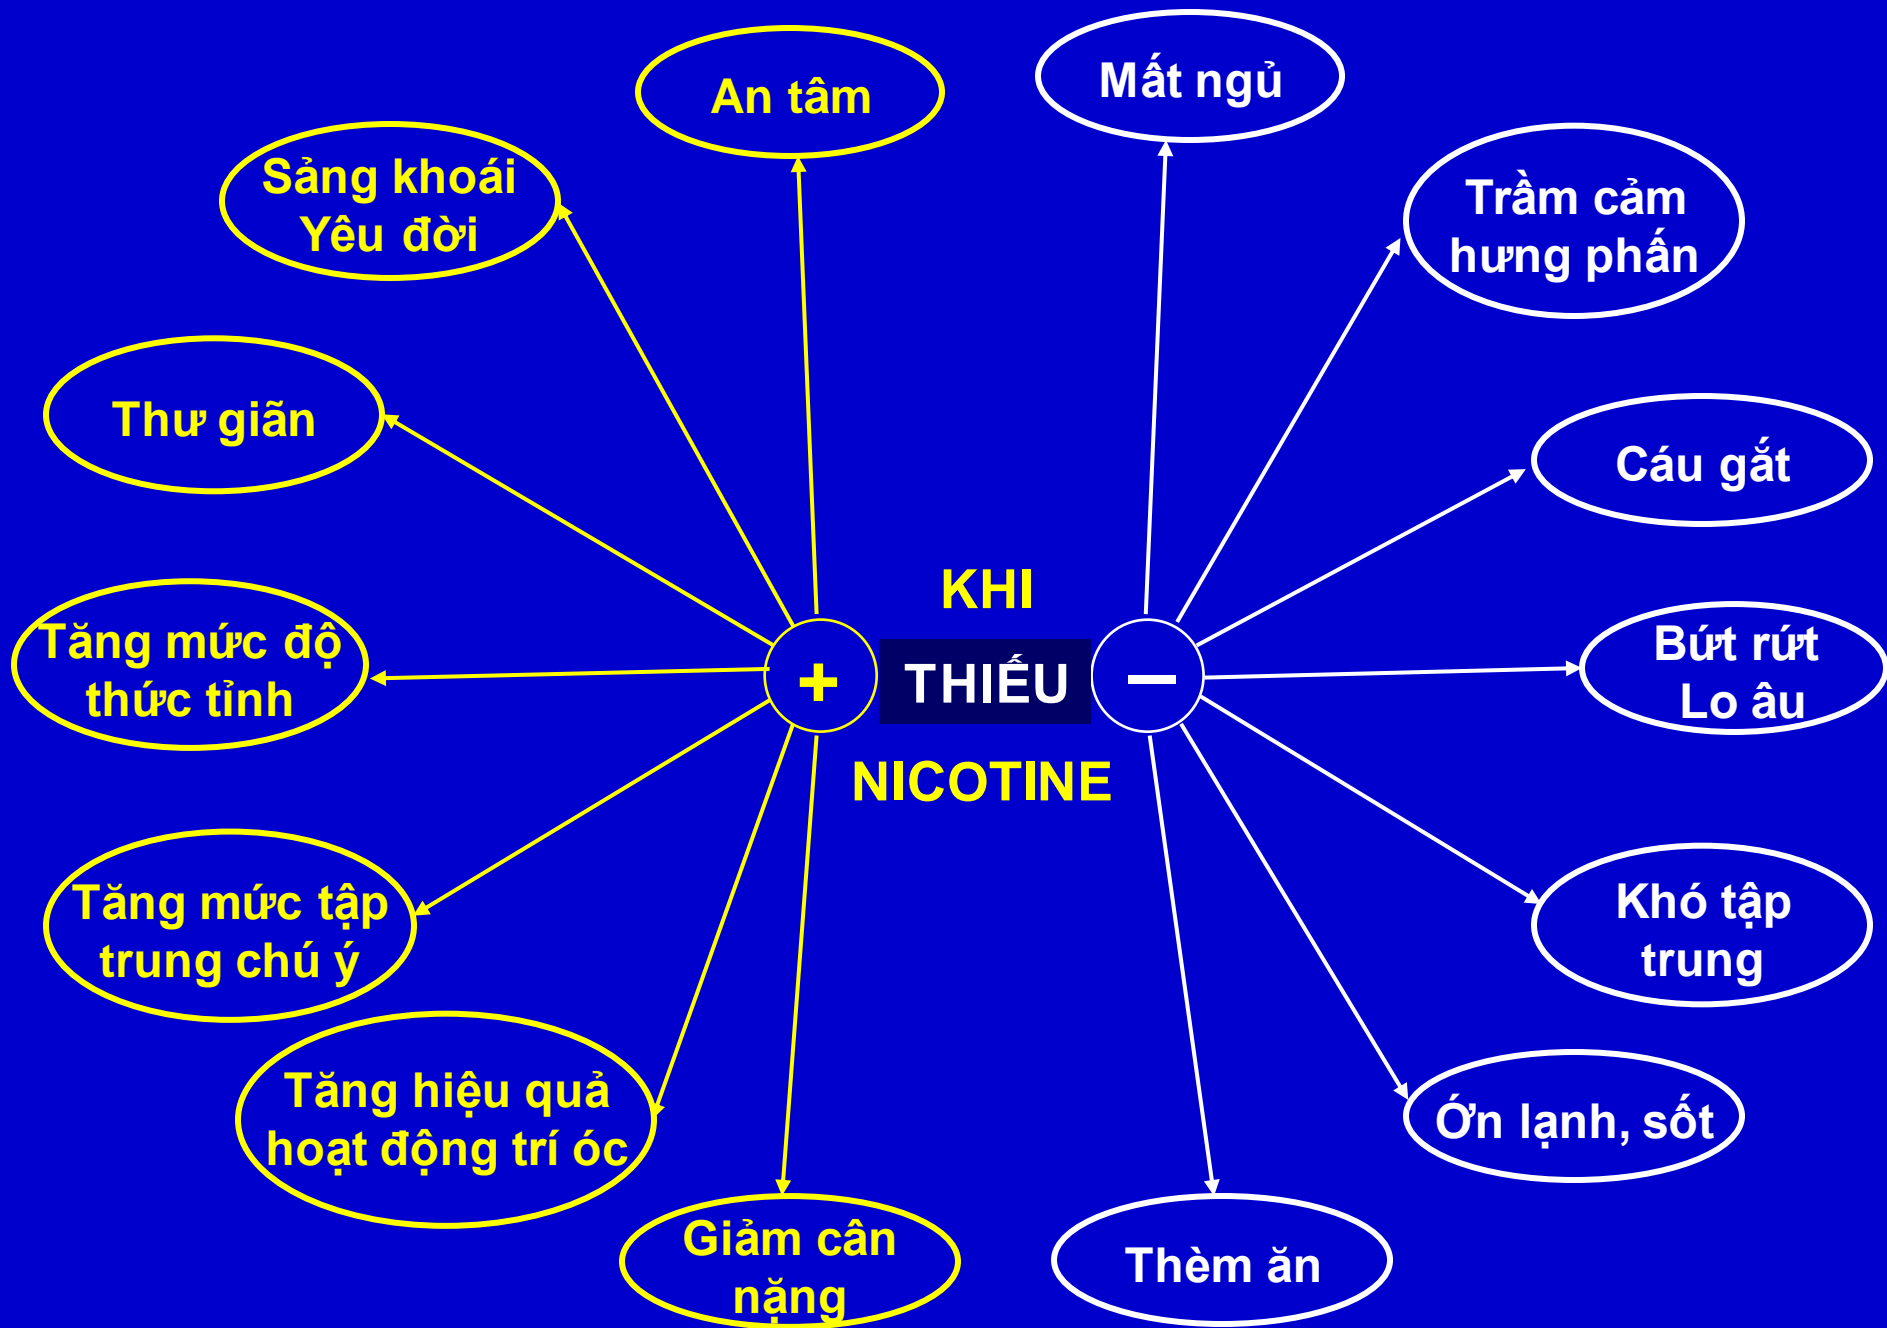 An tâm
Mất ngủ
Sảng khoái
Yêu đời
Trầm cảm
hưng phấn
Thư giãn
Cáu gắt
KHI
Tăng mức độ
thức tỉnh
+
THIẾU
–
Bứt rứt
Lo âu
NICOTINE
Tăng mức tập
trung chú ý
Khó tập
trung
Tăng hiệu quả
hoạt động trí óc
Ớn lạnh, sốt
Giảm cân
nặng
Thèm ăn